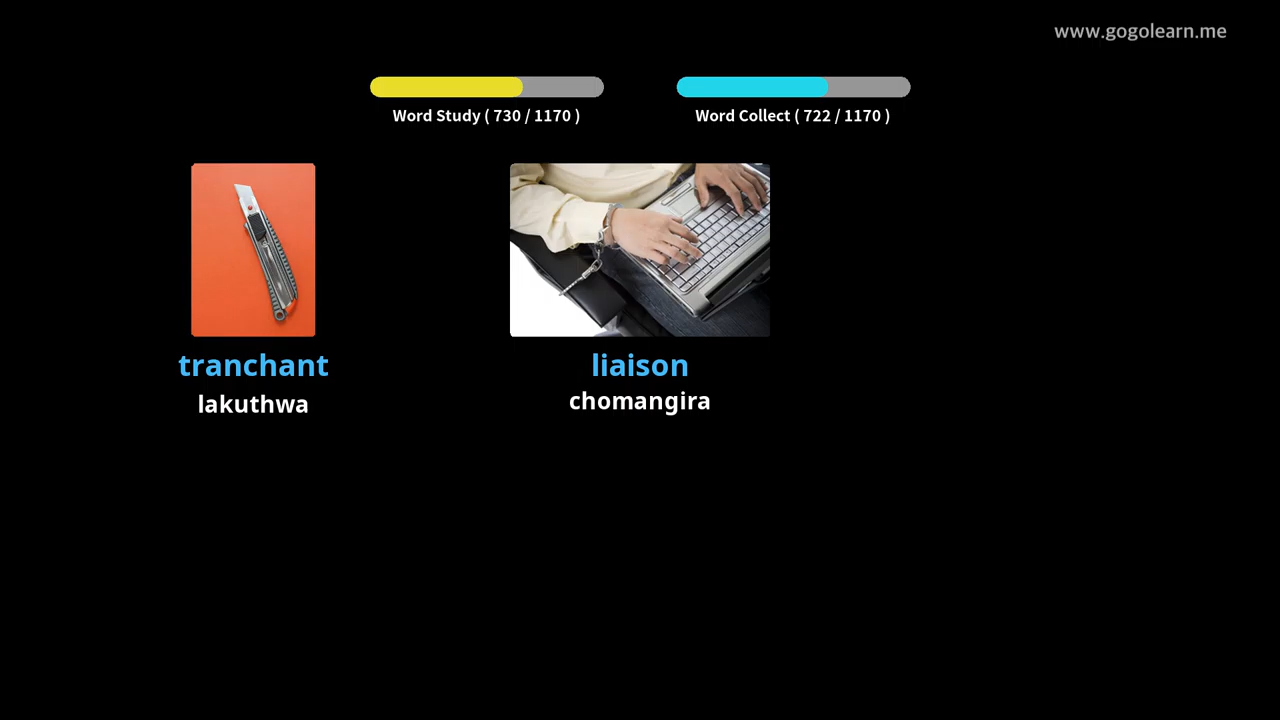 www.gogolearn.me
Word Study ( 730 / 1170 )
Word Collect ( 722 / 1170 )
tranchant
lakuthwa
liaison
chomangira